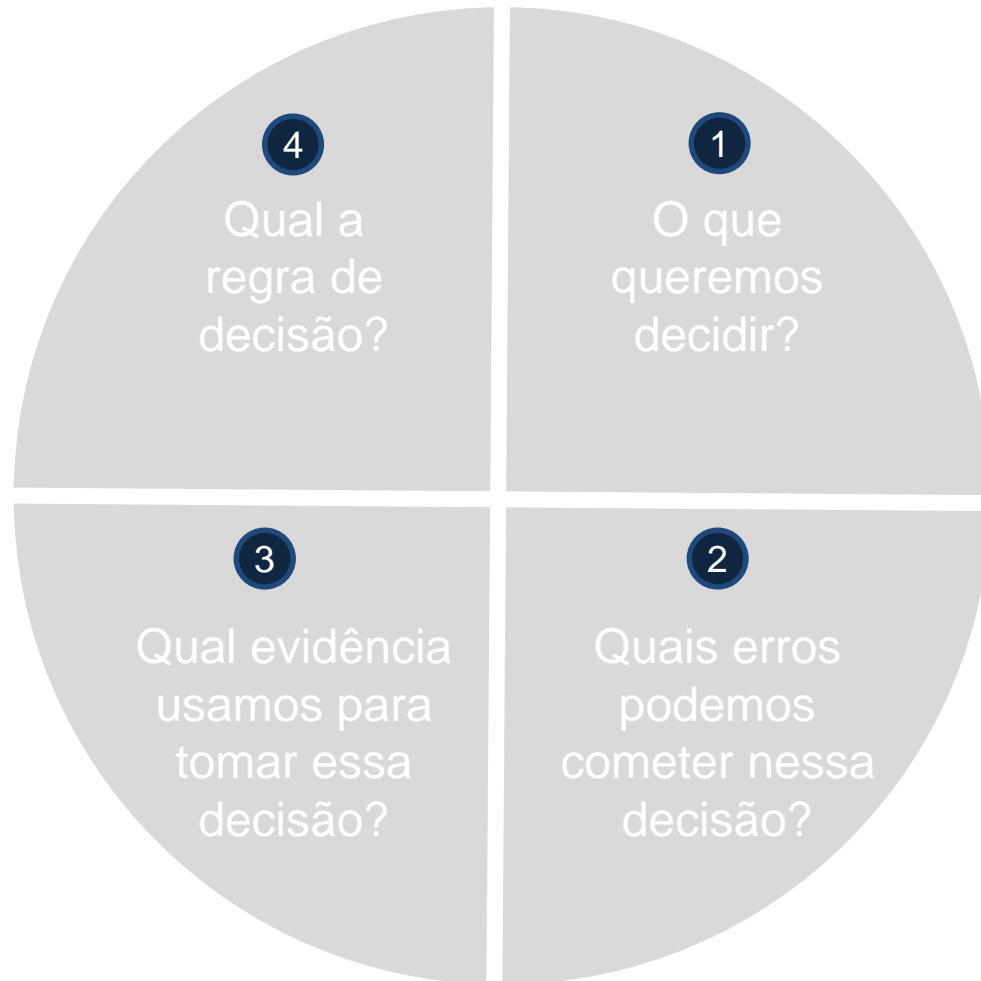 4
Qual a
regra de
decisão?
1
O que
queremos
decidir?
3
Qual evidência
usamos para
tomar essa
decisão?
2
Quais erros
podemos
cometer nessa
decisão?